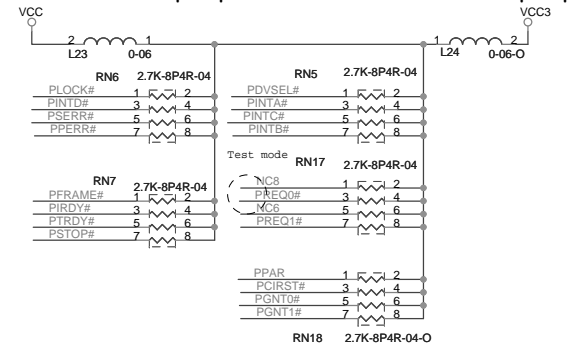 VCC VCC3
2 1 1 2
L23 0-06 L24 0-06-O
RN6 2.7K-8P4R-04 RN5 2.7K-8P4R-04
PLOCK# 1 2 PDVSEL# 1 2
PINTD# 3 4 PINTA# 3 4
PSERR# 5 6 PINTC# 5 6
PPERR# 7 8 PINTB# 7 8
Test mode
RN17 2.7K-8P4R-04
RN7 2.7K-8P4R-04 NC8 1 2
PFRAME# 1 2 PREQ0# 3 4
PIRDY# 3 4 NC6 5 6
PTRDY# 5 6 PREQ1# 7 8
PSTOP# 7 8
PPAR 1 2
PCIRST# 3 4
PGNT0# 5 6
PGNT1# 7 8
RN18 2.7K-8P4R-04-O